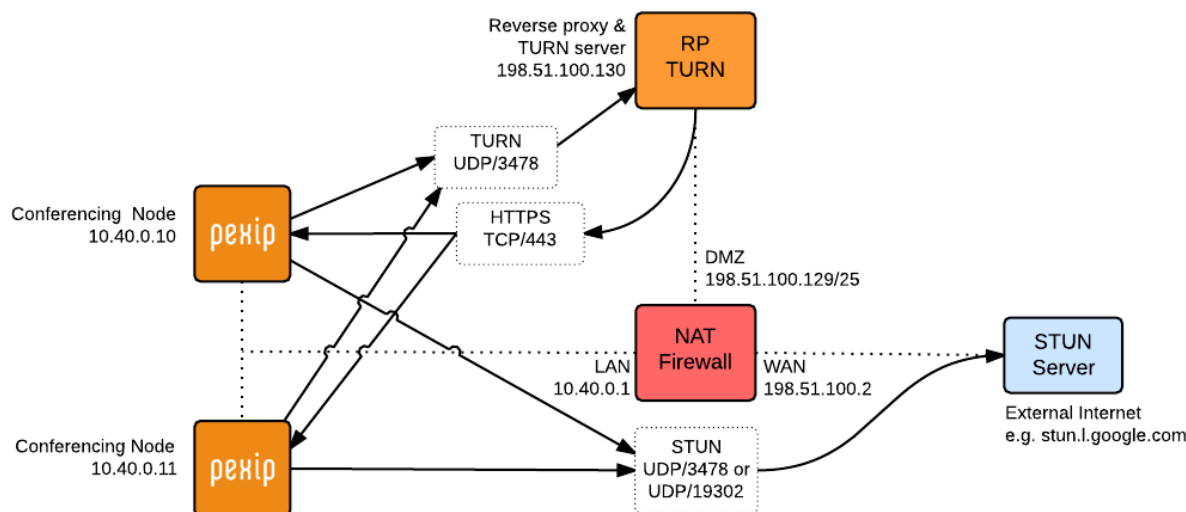 Reverse proxy &
TURN server
198.51.100.130
RP
TURN
TURN
UDP/3478
HTTPS
TCP/443
Conferencing Node
10.40.0.10
pexip
DMZ
198.51.100.129/25
NAT
Firewall
LAN
10.40.0.1
WAN
198.51.100.2
STUN
Server
External Internet
e.g. stun.l.google.com
Conferencing Node
10.40.0.11
pexip
STUN
UDP/3478 or
UDP/19302